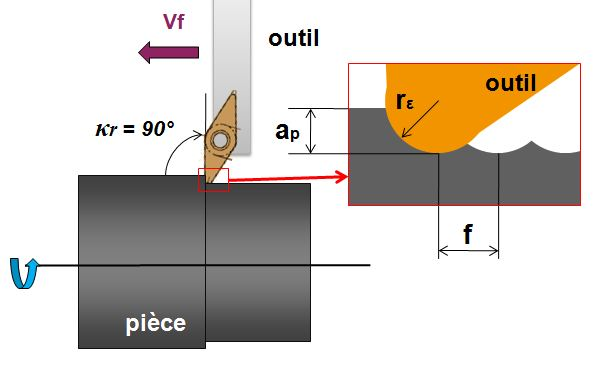 Vf
outil
κr = 90°
outil
rε
ap
f
pièce